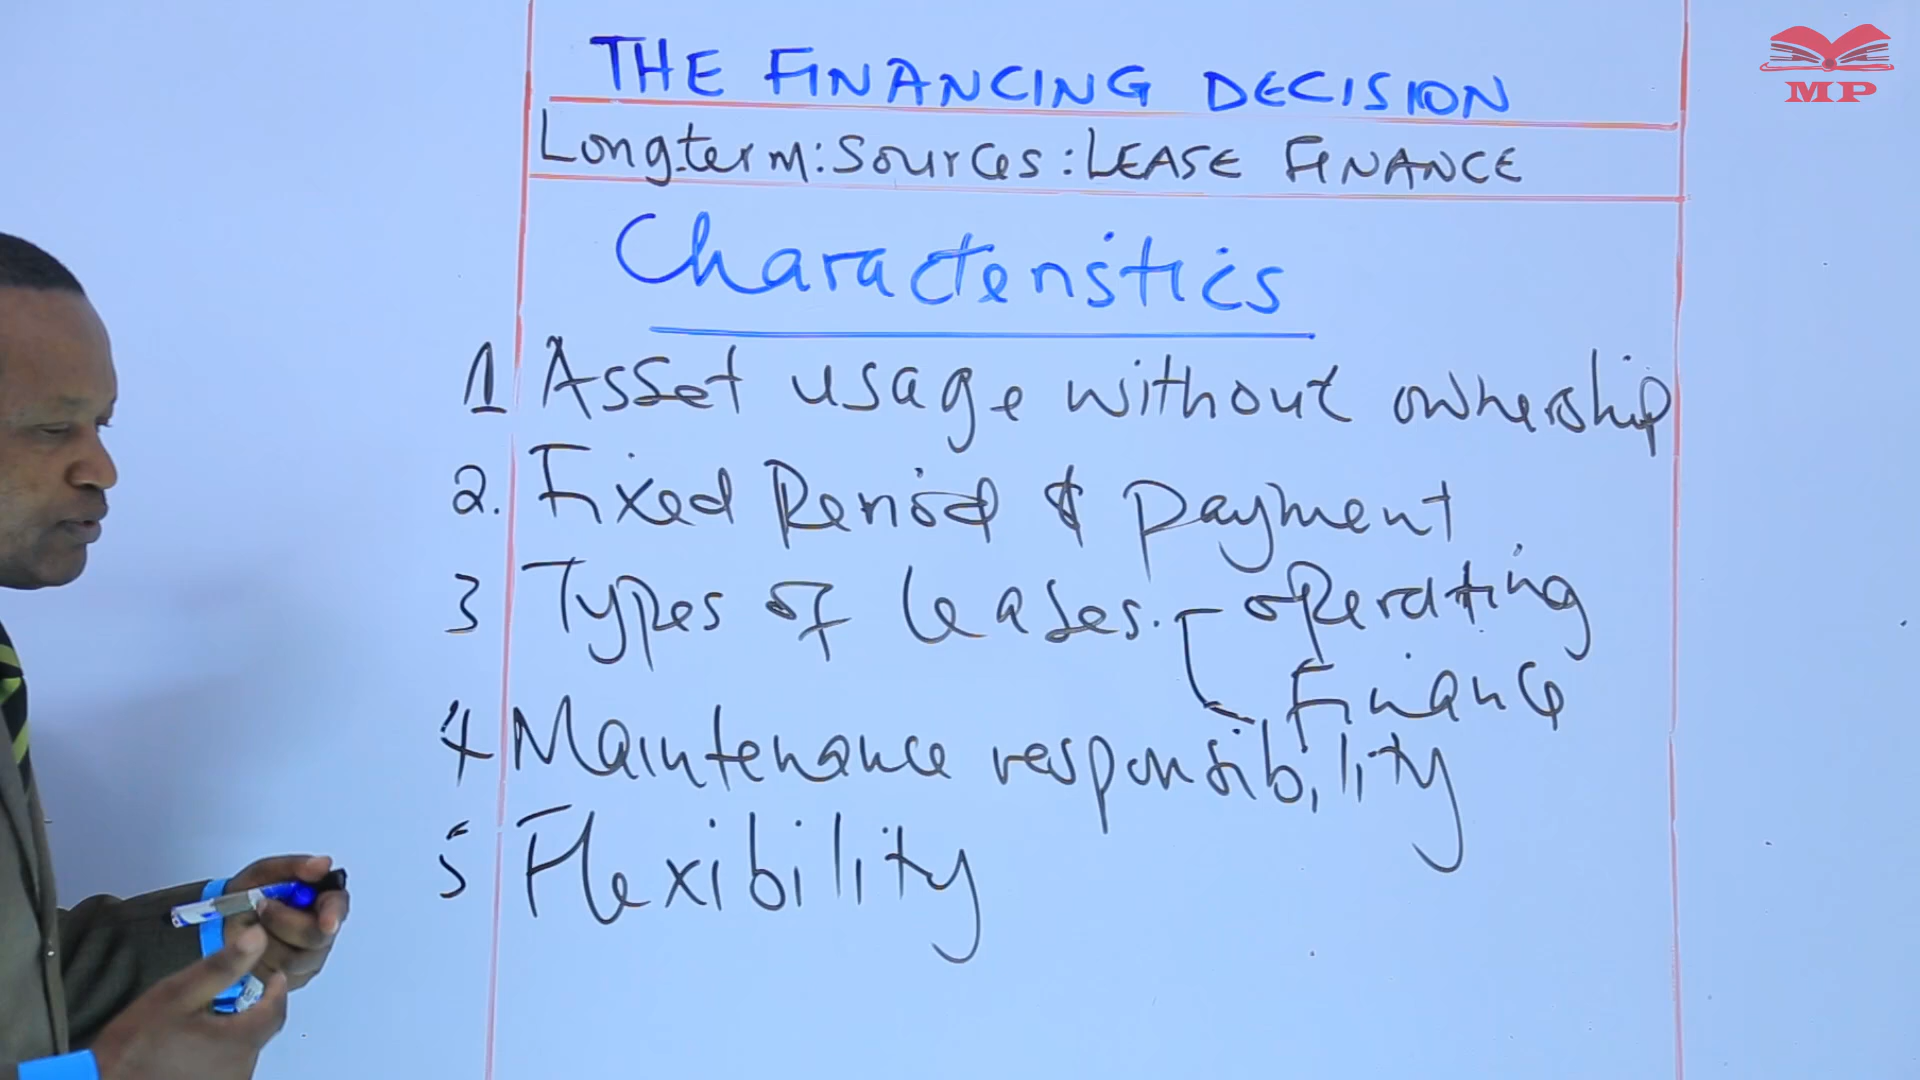 THE FINANCING DECISION
MP
Longterm: Sources: LEASE FINANCE
Characteristics
1 Asset usage without ownership
2. Fixed Period & payment
3 Types of leases. - operating
Finance
4 Maintenance responsibility
5 Flexibility